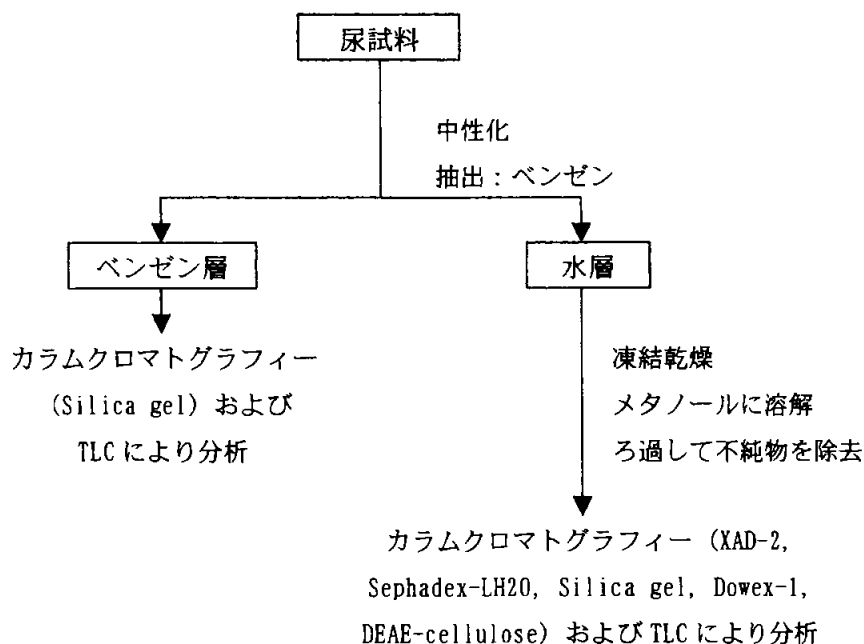 尿試料
中性化
抽出：ベンゼン
ベンゼン層
水層
カラムクロマトグラフィー
(Silica gel) および
TLC により分析
凍結乾燥
メタノールに溶解
ろ過して不純物を除去
カラムクロマトグラフィー (XAD-2,
Sephadex-LH20, Silica gel, Dowex-1,
DEAE-cellulose) および TLC により分析